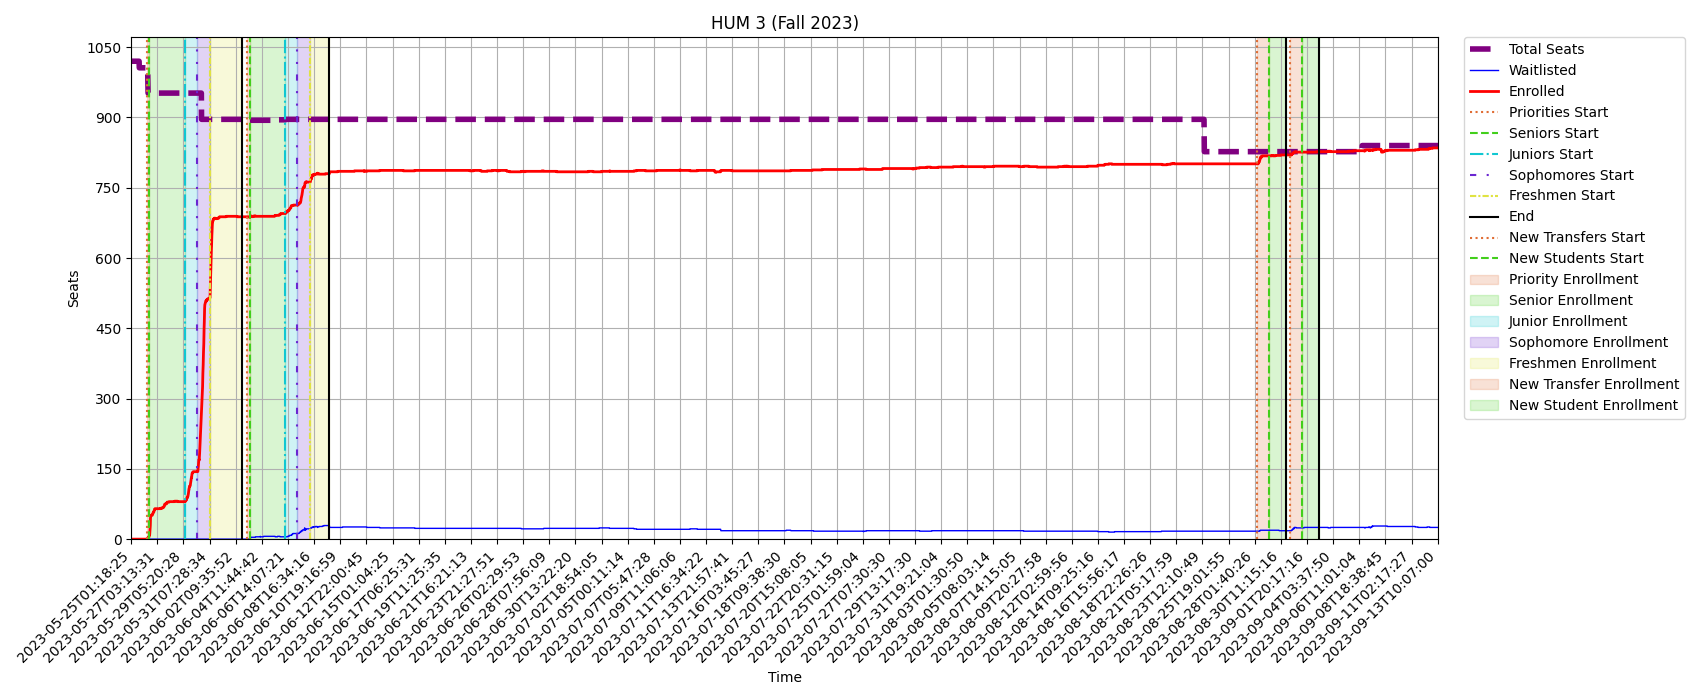 HUM 3 (Fall 2023)
1050
900
750
600
450
300
150
0
Seats
2023-05-25T01:18:25
2023-05-27T03:13:31
2023-05-29T05:20:28
2023-05-31T07:28:34
2023-06-02T09:35:52
2023-06-04T11:44:42
2023-06-06T14:07:21
2023-06-08T16:34:16
2023-06-10T19:16:59
2023-06-12T22:00:45
2023-06-15T01:04:25
2023-06-17T06:25:31
2023-06-19T11:25:35
2023-06-21T16:21:13
2023-06-23T21:27:51
2023-06-26T02:29:53
2023-06-28T07:56:09
2023-06-30T13:22:20
2023-07-02T18:54:05
2023-07-05T00:11:14
2023-07-07T05:47:28
2023-07-09T11:06:06
2023-07-11T16:34:22
2023-07-13T21:57:41
2023-07-16T03:45:27
2023-07-18T09:38:30
2023-07-20T15:08:05
2023-07-22T20:31:15
2023-07-25T01:59:04
2023-07-27T07:30:30
2023-07-29T13:17:30
2023-07-31T19:21:04
2023-08-03T01:30:50
2023-08-05T08:03:14
2023-08-07T14:15:05
2023-08-09T20:27:58
2023-08-12T02:59:56
2023-08-14T09:25:16
2023-08-16T15:56:17
2023-08-18T22:26:26
2023-08-21T05:17:59
2023-08-23T12:10:49
2023-08-25T19:01:55
2023-08-28T01:40:26
2023-08-30T11:15:16
2023-09-01T20:17:16
2023-09-04T03:37:50
2023-09-06T11:01:04
2023-09-08T18:38:45
2023-09-11T02:17:27
2023-09-13T10:07:00
Time
Total Seats
Waitlisted
Enrolled
Priorities Start
Seniors Start
Juniors Start
Sophomores Start
Freshmen Start
End
New Transfers Start
New Students Start
Priority Enrollment
Senior Enrollment
Junior Enrollment
Sophomore Enrollment
Freshmen Enrollment
New Transfer Enrollment
New Student Enrollment